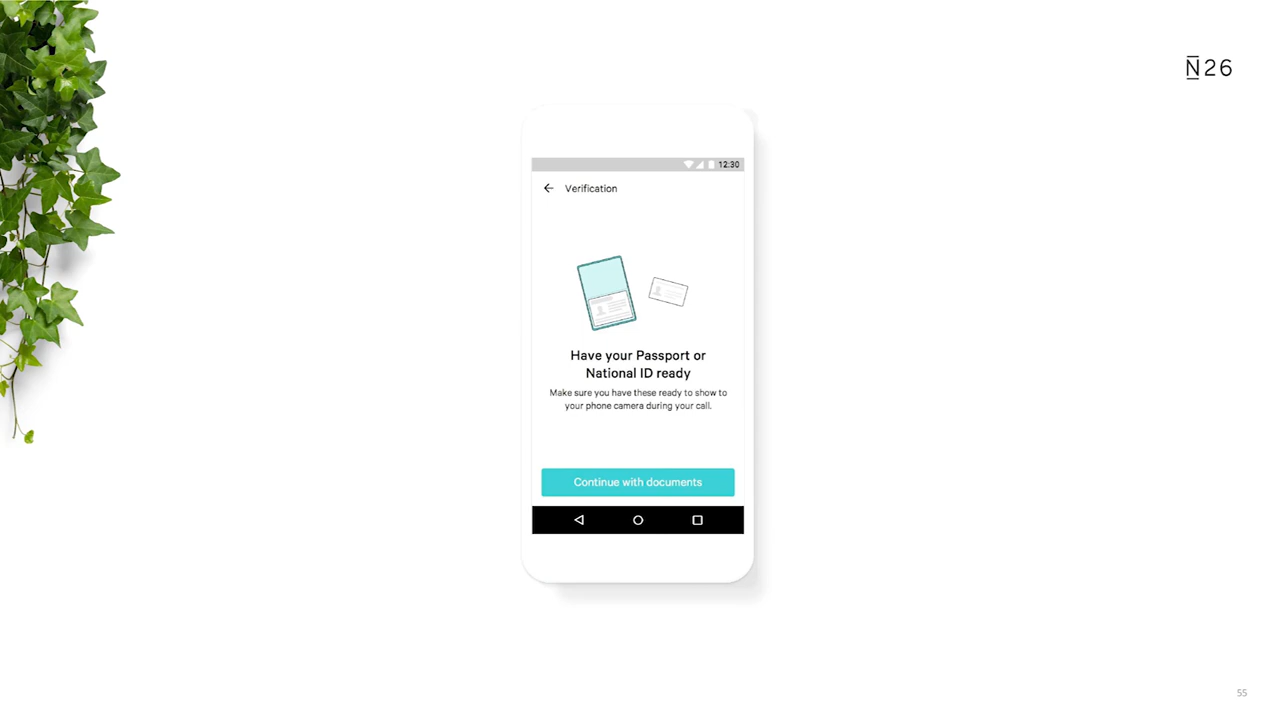 N26
12:30
Verification
Have your Passport or
National ID ready
Make sure you have these ready to show to
your phone camera during your call.
Continue with documents
55